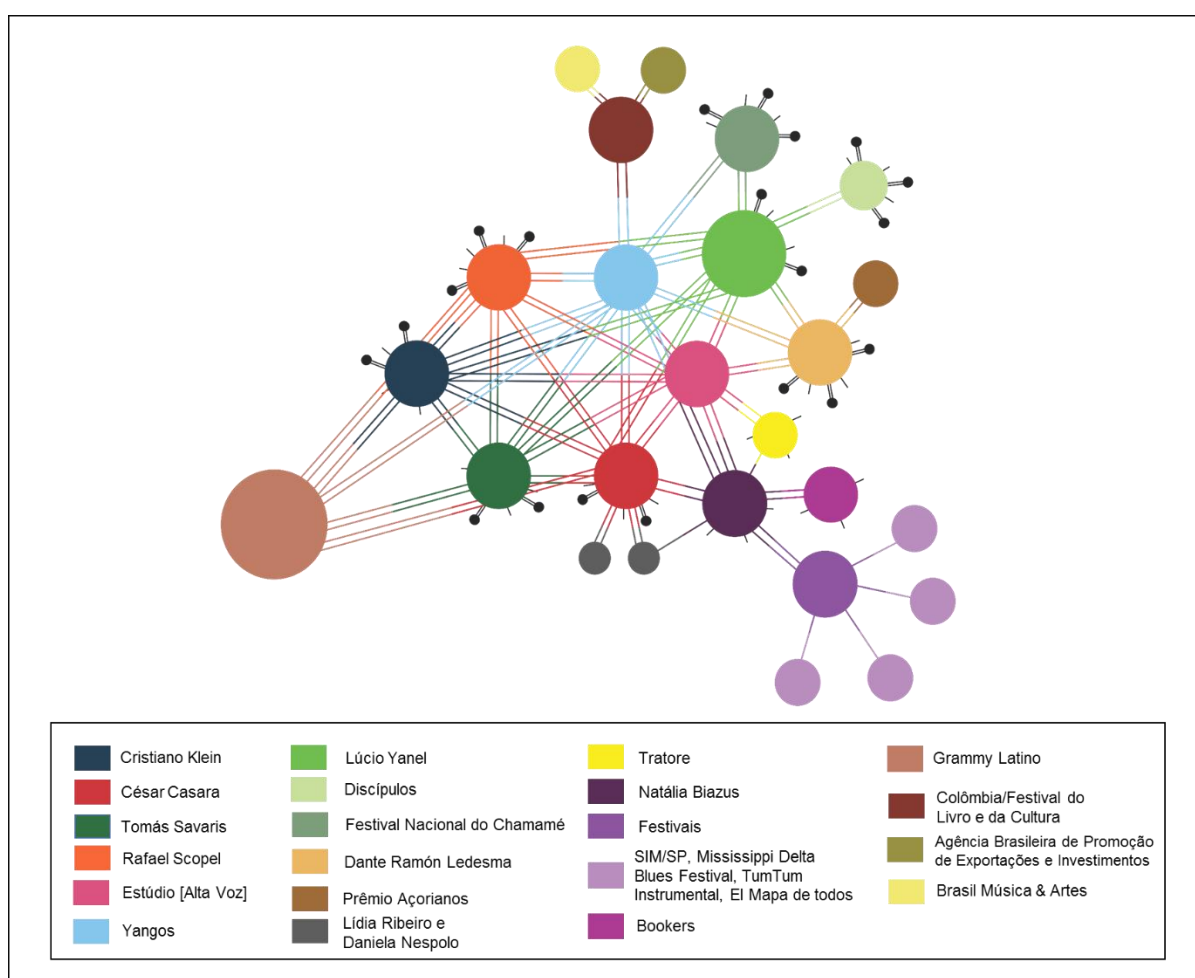 Cristiano Klein
César Casara
Tomás Savaris
Rafael Scopel
Estúdio [Alta Voz]
Yangos
Lúcio Yanel
Discípulos
Festival Nacional do Chamamé
Dante Ramón Ledesma
Prêmio Açorianos
Lídia Ribeiro e
Daniela Nespolo
Tratore
Natália Biazus
Festivais
SIM/SP, Mississippi Delta
Blues Festival, TumTum
Instrumental, El Mapa de todos
Bookers
Grammy Latino
Colômbia/Festival do
Livro e da Cultura
Agência Brasileira de Promoção
de Exportações e Investimentos
Brasil Música & Artes